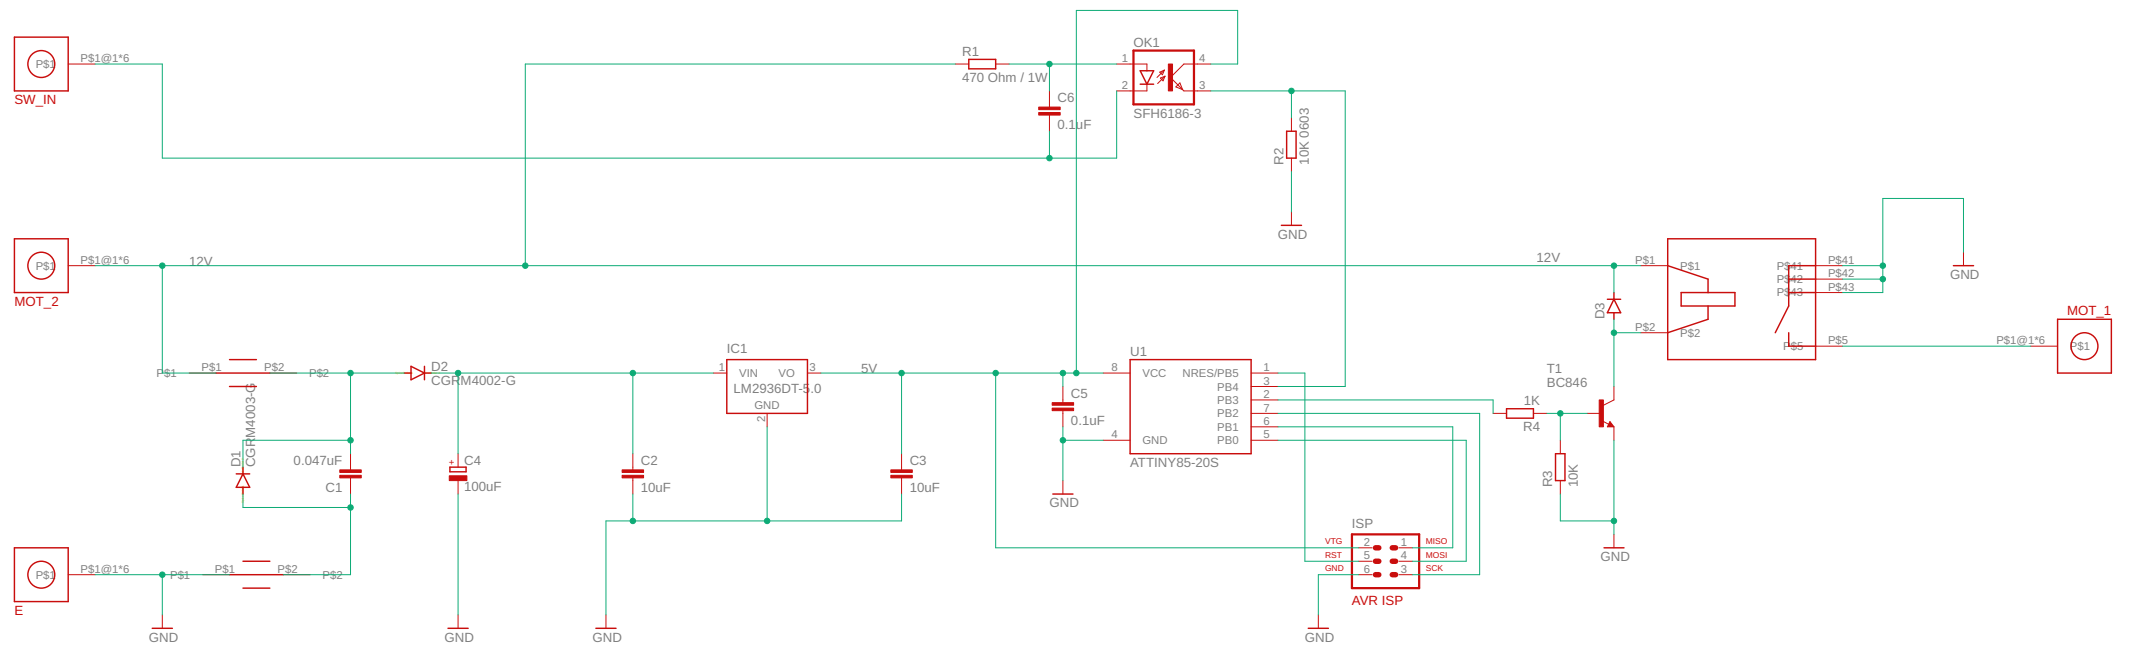 P$1
P$1@1*6
SW_IN
R1
470 Ohm / 1W
C6
0.1uF
OK1
1
2
4
3
SFH6186-3
R2
10K 0603
GND
P$1
P$1@1*6
MOT_2
12V
12V
P$1
P$2
P$1
P$2
D3
P$41
P$42
P$43
P$5
P$41
P$42
P$43
P$5
GND
MOT_1
P$1@1*6
P$1
P$1
P$1
P$2
P$2
D1
CGRM4003-G
0.047uF
C1
D2
CGRM4002-G
+
C4
100uF
GND
C2
10uF
GND
IC1
1
VIN
VO
3
LM2936DT-5.0
GND
2
5V
C3
10uF
C5
0.1uF
GND
U1
8
VCC
4
GND
NRES/PB5
PB4
PB3
PB2
PB1
PB0
1
3
2
7
6
5
ATTINY85-20S
1K
R4
T1
BC846
R3
10K
GND
ISP
VTG
2
1
MISO
RST
5
4
MOSI
GND
6
3
SCK
AVR ISP
GND
P$1
P$1@1*6
E
P$1
P$1
P$2
P$2
GND